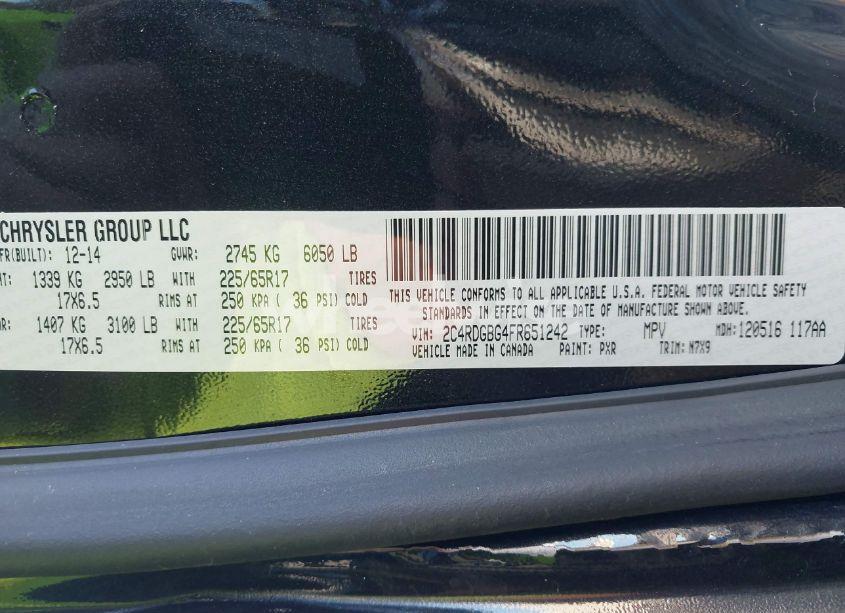 CHRYSLER GROUP LLC
FR(BUILT): 12-14 GVWR: 2745 KG 6050 LB
NT: 1339 KG 2950 LB WITH 225/65R17 TIRES
17X6.5 RIMS AT 250 KPA ( 36 PSI) COLD
R: 1407 KG 3100 LB WITH 225/65R17 TIRES
17X6.5 RIMS AT 250 KPA ( 36 PSI) COLD
THIS VEHICLE CONFORMS TO ALL APPLICABLE U.S.A. FEDERAL MOTOR VEHICLE SAFETY
STANDARDS IN EFFECT ON THE DATE OF MANUFACTURE SHOWN ABOVE.
VIN: 2C4RDGBG4FR651242 TYPE: MPV MDH: 120516 117AA
VEHICLE MADE IN CANADA PAINT: PXR TRIM: N7X9